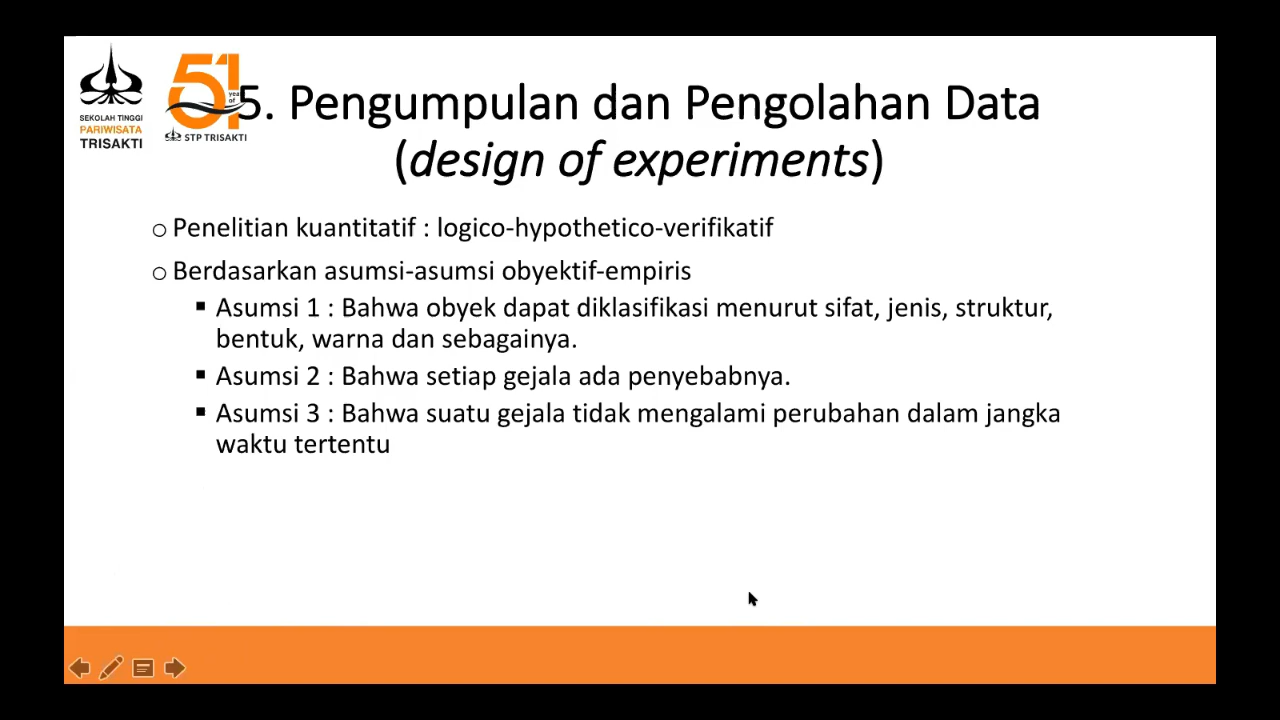 SEKOLAH TINGGI
PARIWISATA
TRISAKTI
51
years of
STP TRISAKTI
5. Pengumpulan dan Pengolahan Data
(design of experiments)
o Penelitian kuantitatif : logico-hypothetico-verifikatif
o Berdasarkan asumsi-asumsi obyektif-empiris
▪ Asumsi 1 : Bahwa obyek dapat diklasifikasi menurut sifat, jenis, struktur,
bentuk, warna dan sebagainya.
▪ Asumsi 2 : Bahwa setiap gejala ada penyebabnya.
▪ Asumsi 3 : Bahwa suatu gejala tidak mengalami perubahan dalam jangka
waktu tertentu